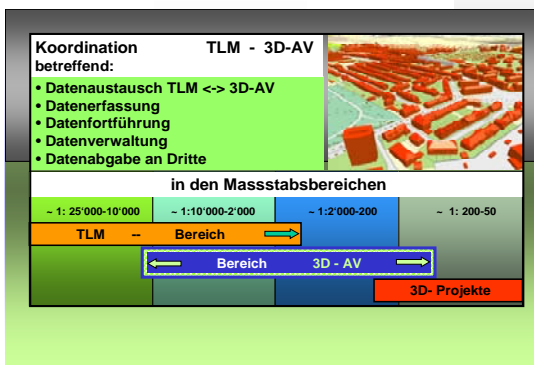 Koordination TLM - 3D-AV
betreffend:
• Datenaustausch TLM <-> 3D-AV
• Datenerfassung
• Datenfortführung
• Datenverwaltung
• Datenabgabe an Dritte
in den Massstabsbereichen
~ 1: 25'000-10'000 ~ 1:10'000-2'000 ~ 1:2'000-200 ~ 1: 200-50
TLM -- Bereich
Bereich 3D - AV
3D- Projekte